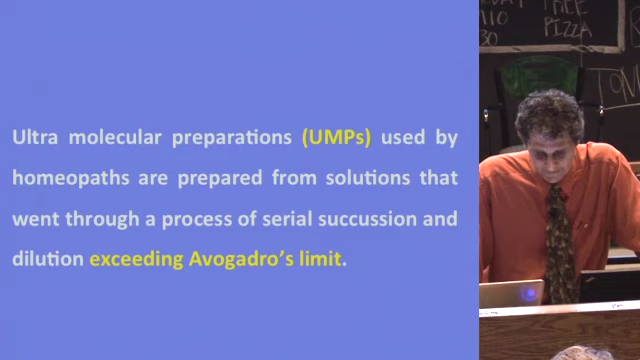 Ultra molecular preparations (UMPs) used by
homeopaths are prepared from solutions that
went through a process of serial succussion and
dilution exceeding Avogadro's limit.
FREE
PIZZA